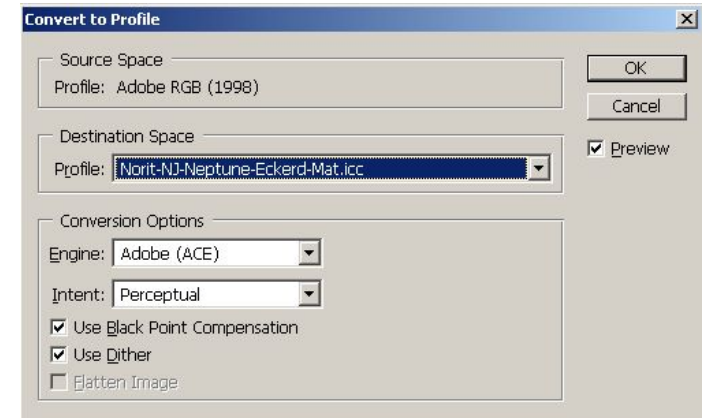 Convert to Profile
Source Space
Profile: Adobe RGB (1998)
OK
Cancel
Preview
Destination Space
Profile: Norit-NJ-Neptune-Eckerd-Mat.icc
Conversion Options
Engine: Adobe (ACE)
Intent: Perceptual
Use Black Point Compensation
Use Dither
Flatten Image